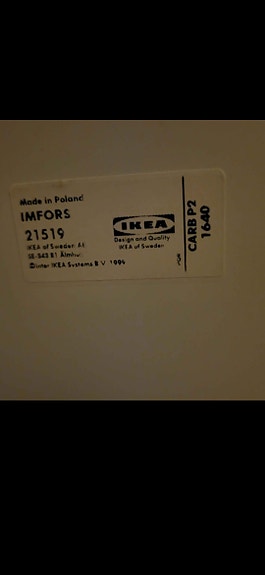 Made in Poland
IMFORS
21519
IKEA of Sweden AB
SE-343 81 Älmhult
©Inter IKEA Systems B.V. 1999
IKEA
Design and Quality
IKEA of Sweden
CARB P2
1640